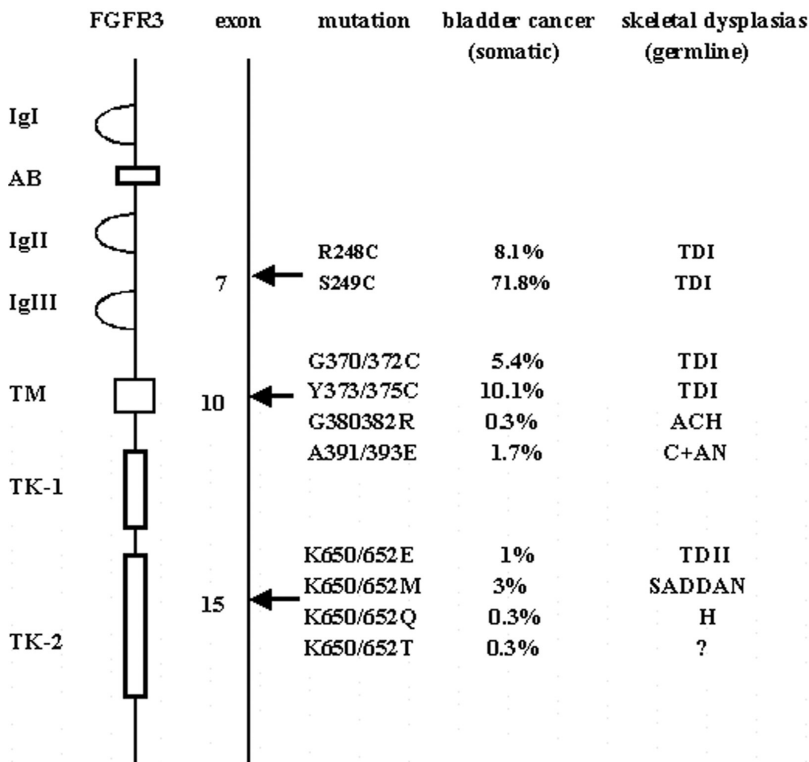 FGFR3 exon mutation bladder cancer skeletal dysplasias
(somatic) (germline)
IgI
AB
IgII
R248C 8.1% TDI
7 S249C 71.8% TDI
IgIII
G370/372C 5.4% TDI
TM 10 Y373/375C 10.1% TDI
G380382R 0.3% ACH
A391/393E 1.7% C+AN
TK-1
K650/652E 1% TDII
15 K650/652M 3% SADDAN
K650/652Q 0.3% H
TK-2 K650/652T 0.3% ?